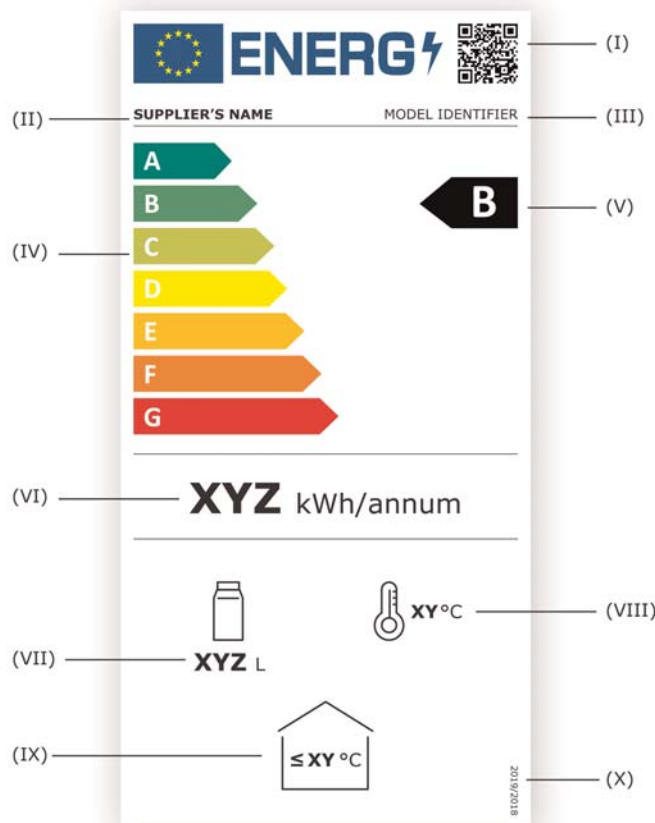 ENERG
(I)
(II)
SUPPLIER'S NAME
MODEL IDENTIFIER
(III)
A
B
B
(V)
(IV)
C
D
E
F
G
(VI)
XYZ kWh/annum
XY°C
(VIII)
(VII)
XYZ L
(IX)
≤ XY °C
2019/2018
(X)